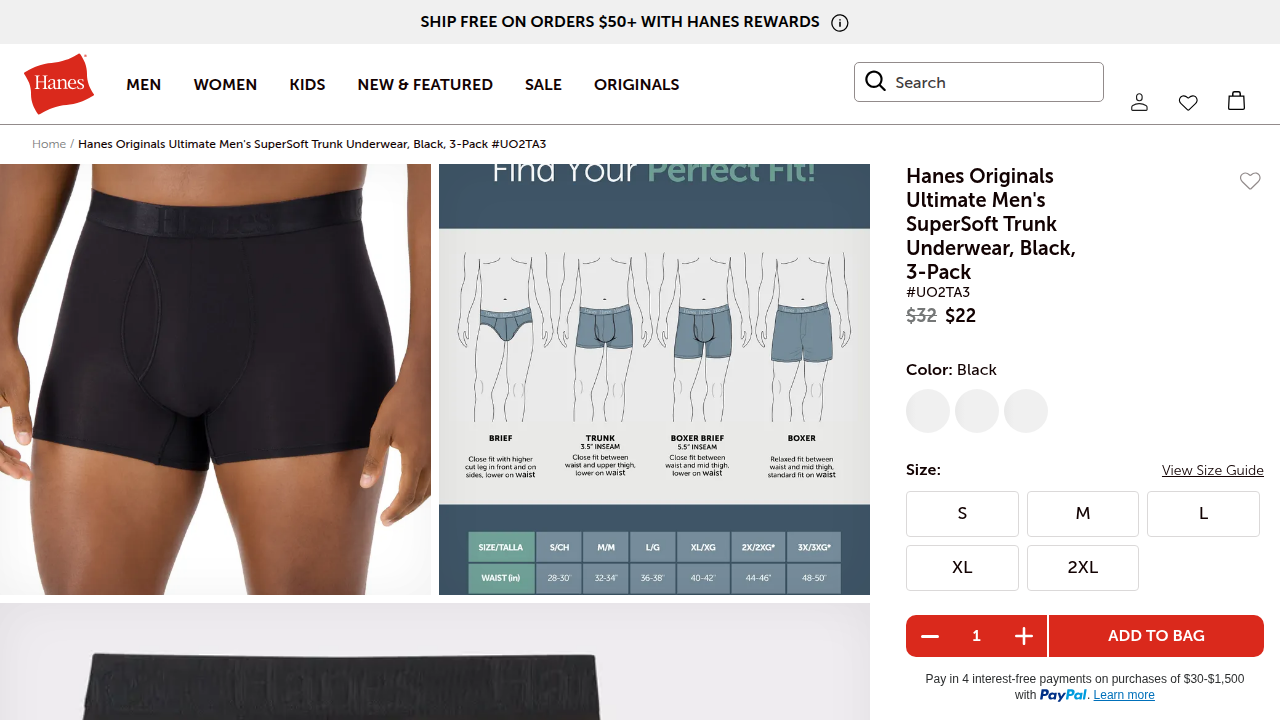 SHIP FREE ON ORDERS $50+ WITH HANES REWARDS
Hanes
MEN
WOMEN
KIDS
NEW & FEATURED
SALE
ORIGINALS
Search
Home / Hanes Originals Ultimate Men's SuperSoft Trunk Underwear, Black, 3-Pack #UO2TA3
Hanes
Find Your Perfect Fit!
BRIEF
Close fit with higher
cut leg in front and on
sides, lower on waist
TRUNK
3.5" INSEAM
Close fit between
waist and upper thigh,
lower on waist
BOXER BRIEF
5.5" INSEAM
Close fit between
waist and mid thigh,
lower on waist
BOXER
Relaxed fit between
waist and mid thigh,
standard fit on waist
SIZE/TALLA S/CH M/M L/G XL/XG 2X/2XG* 3X/3XG*
WAIST (in) 28-30" 32-34" 36-38" 40-42" 44-46" 48-50"
Hanes Ha
Hanes Originals
Ultimate Men's
SuperSoft Trunk
Underwear, Black,
3-Pack
#UO2TA3
$32 $22
Color: Black
Size:
View Size Guide
S
M
L
XL
2XL
1
ADD TO BAG
Pay in 4 interest-free payments on purchases of $30-$1,500
with PayPal. Learn more